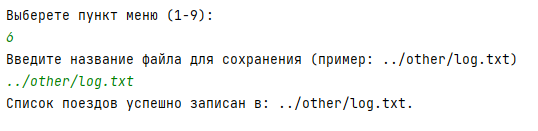 Выберете пункт меню (1-9):
6
Введите название файла для сохранения (пример: ../other/log.txt)
../other/log.txt
Список поездов успешно записан в: ../other/log.txt.